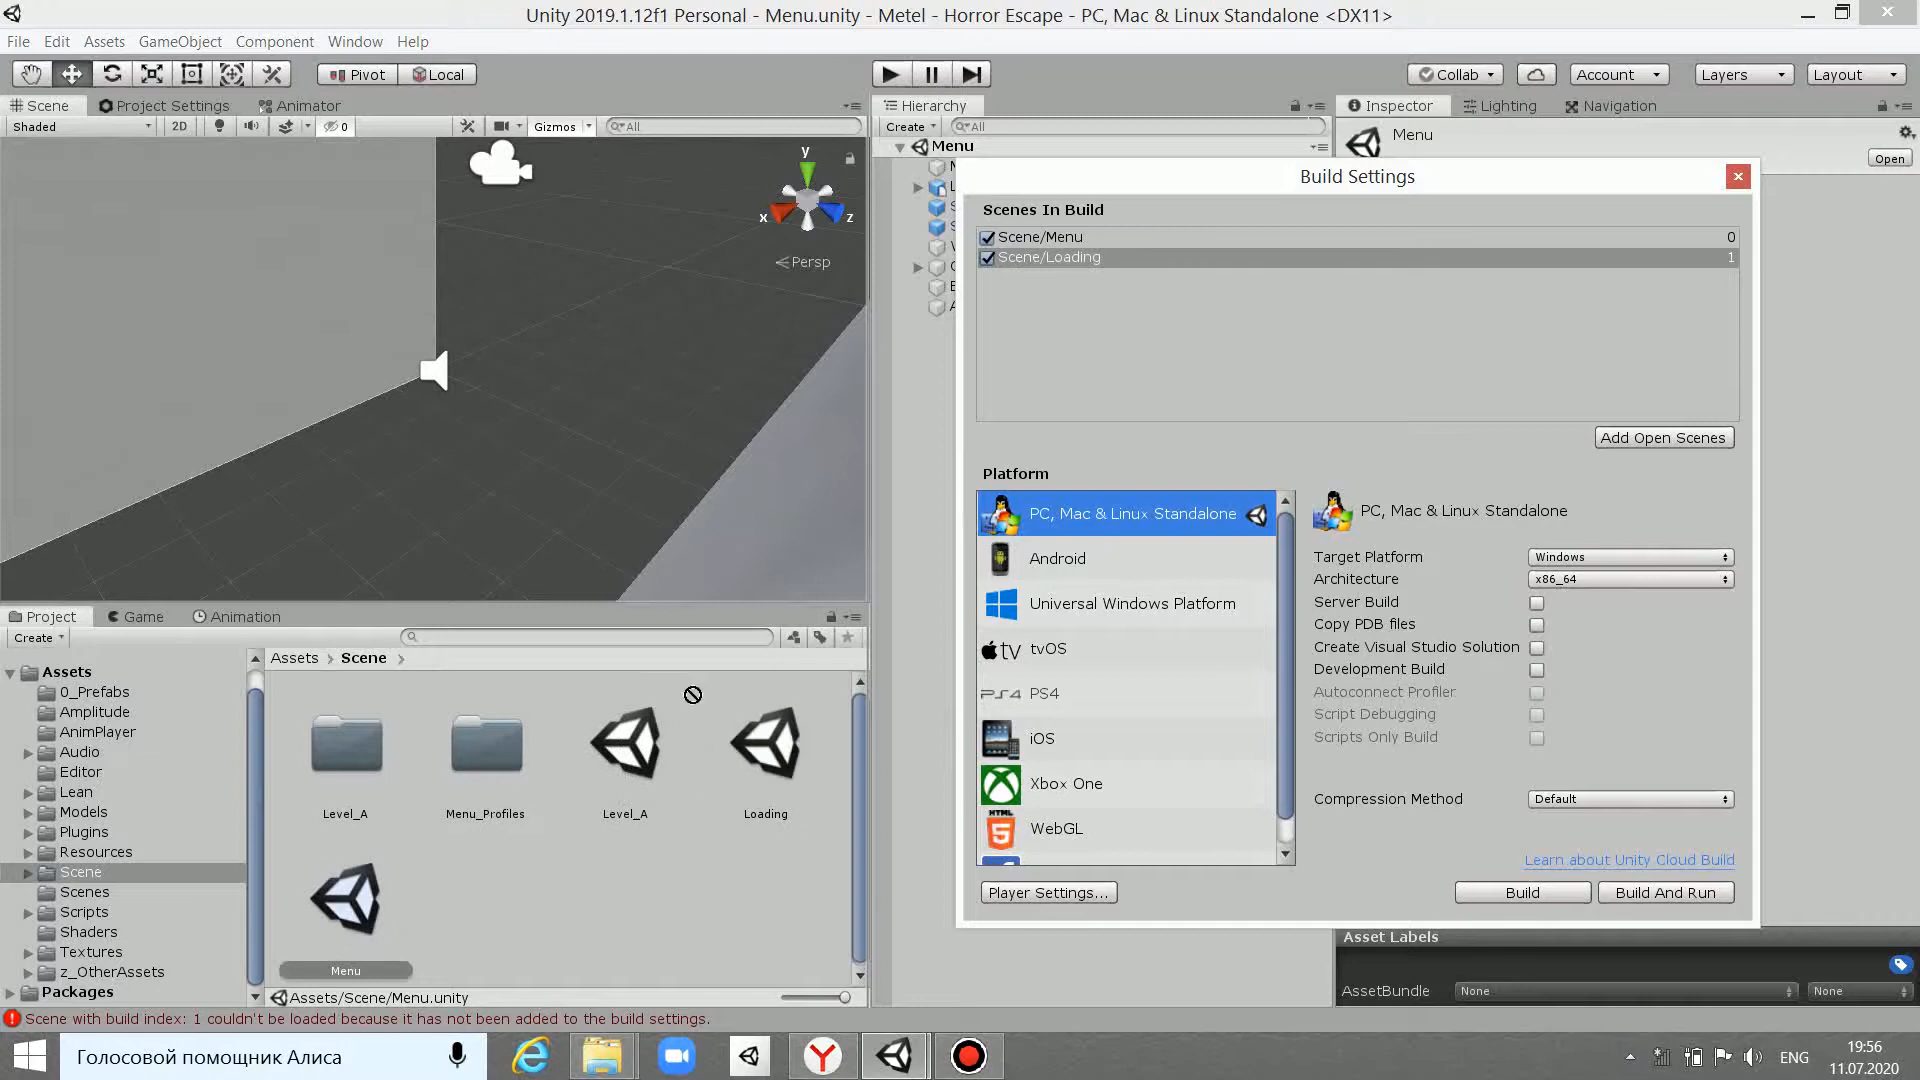 Unity 2019.1.12f1 Personal - Menu.unity - Metel - Horror Escape - PC, Mac & Linux Standalone <DX11>
File Edit Assets GameObject Component Window Help
Pivot Local Collab Account Layers Layout
Scene Project Settings Animator
Shaded 2D 0 Gizmos All
Hierarchy
Create All
Menu
Inspector Lighting Navigation
Menu
Open
y
x z
Persp
Build Settings
Scenes In Build
Scene/Menu 0
Scene/Loading 1
Add Open Scenes
Platform
PC, Mac & Linux Standalone
Android
Universal Windows Platform
tv tvOS
PS4 PS4
iOS
Xbox One
HTML
5 WebGL
PC, Mac & Linux Standalone
Target Platform Windows
Architecture x86_64
Server Build
Copy PDB files
Create Visual Studio Solution
Development Build
Autoconnect Profiler
Script Debugging
Scripts Only Build
Compression Method Default
Learn about Unity Cloud Build
Player Settings... Build Build And Run
Project Game Animation
Create
Assets
0_Prefabs
Amplitude
AnimPlayer
Audio
Editor
Lean
Models
Plugins
Resources
Scene
Scenes
Scripts
Shaders
Textures
z_OtherAssets
Packages
Assets > Scene >
Level_A Menu_Profiles Level_A Loading
Menu
Assets/Scene/Menu.unity
Asset Labels
AssetBundle None None
Scene with build index: 1 couldn't be loaded because it has not been added to the build settings.
Голосовой помощник Алиса
ENG
19:56
11.07.2020